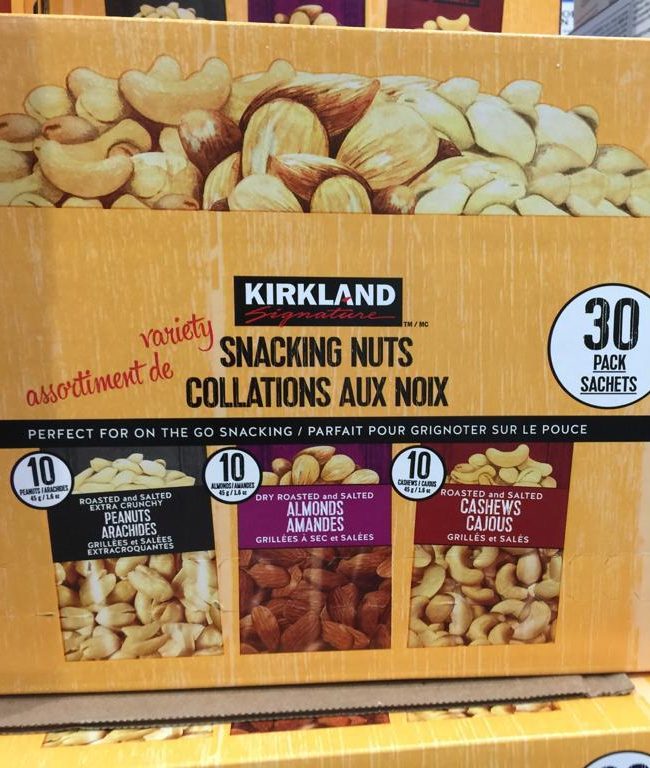 KIRKLAND
Signature TM / MC
variety
assortiment de
SNACKING NUTS
COLLATIONS AUX NOIX
30
PACK
SACHETS
PERFECT FOR ON THE GO SNACKING / PARFAIT POUR GRIGNOTER SUR LE POUCE
10
PEANUTS / ARACHIDES
45 g / 1.6 oz
ROASTED and SALTED
EXTRA CRUNCHY
PEANUTS
ARACHIDES
GRILLÉES et SALÉES
EXTRACROQUANTES
10
ALMONDS / AMANDES
45 g / 1.6 oz
DRY ROASTED and SALTED
ALMONDS
AMANDES
GRILLÉES À SEC et SALÉES
10
CASHEWS / CAJOUS
45 g / 1.6 oz
ROASTED and SALTED
CASHEWS
CAJOUS
GRILLÉS et SALÉS